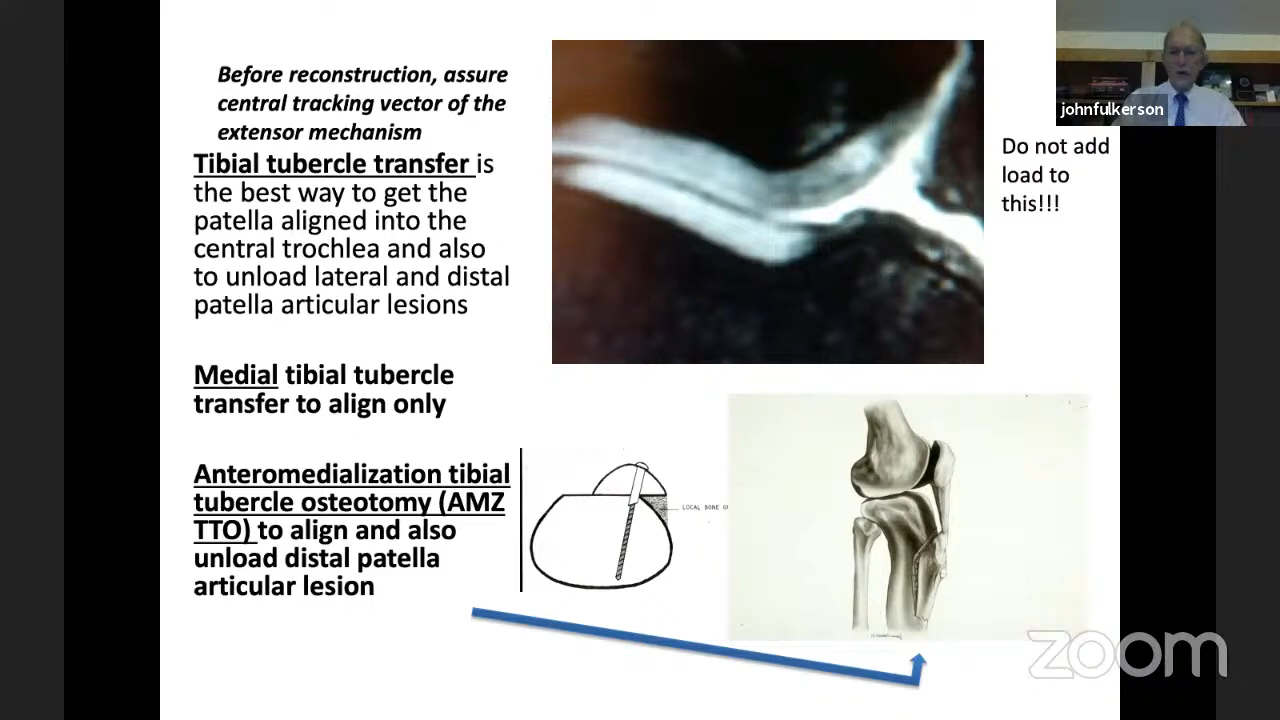 Before reconstruction, assure
central tracking vector of the
extensor mechanism
Tibial tubercle transfer is
the best way to get the
patella aligned into the
central trochlea and also
to unload lateral and distal
patella articular lesions
Medial tibial tubercle
transfer to align only
Anteromedialization tibial
tubercle osteotomy (AMZ
TTO) to align and also
unload distal patella
articular lesion
johnfulkerson
Do not add
load to
this!!!
LOCAL BONE
zoom